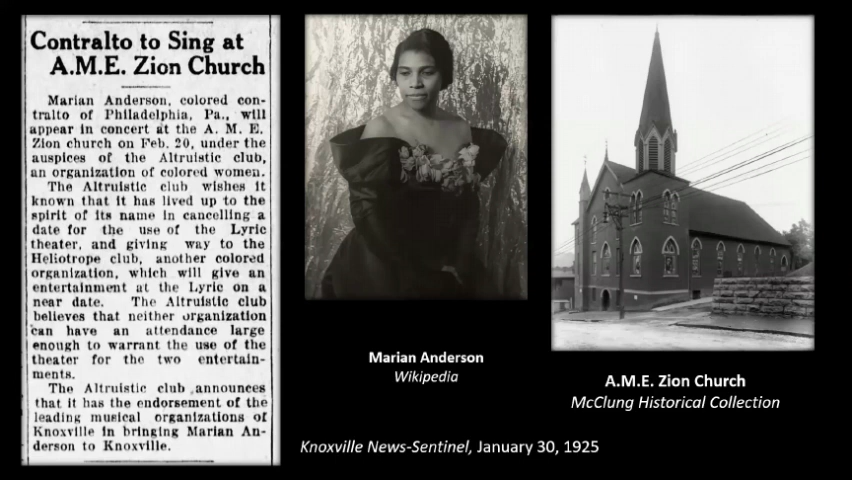 Contralto to Sing at
A.M.E. Zion Church
Marian Anderson, colored con-
tralto of Philadelphia, Pa., will
appear in concert at the A. M. E.
Zion church on Feb. 20, under the
auspices of the Altruistic club,
an organization of colored women.
The Altruistic club wishes it
known that it has lived up to the
spirit of its name in cancelling a
date for the use of the Lyric
theater, and giving way to the
Heliotrope club, another colored
organization, which will give an
entertainment at the Lyric on a
near date. The Altruistic club
believes that neither organization
can have an attendance large
enough to warrant the use of the
theater for the two entertain-
ments.
The Altruistic club announces
that it has the endorsement of the
leading musical organizations of
Knoxville in bringing Marian An-
derson to Knoxville.
Marian Anderson
Wikipedia
A.M.E. Zion Church
McClung Historical Collection
Knoxville News-Sentinel, January 30, 1925